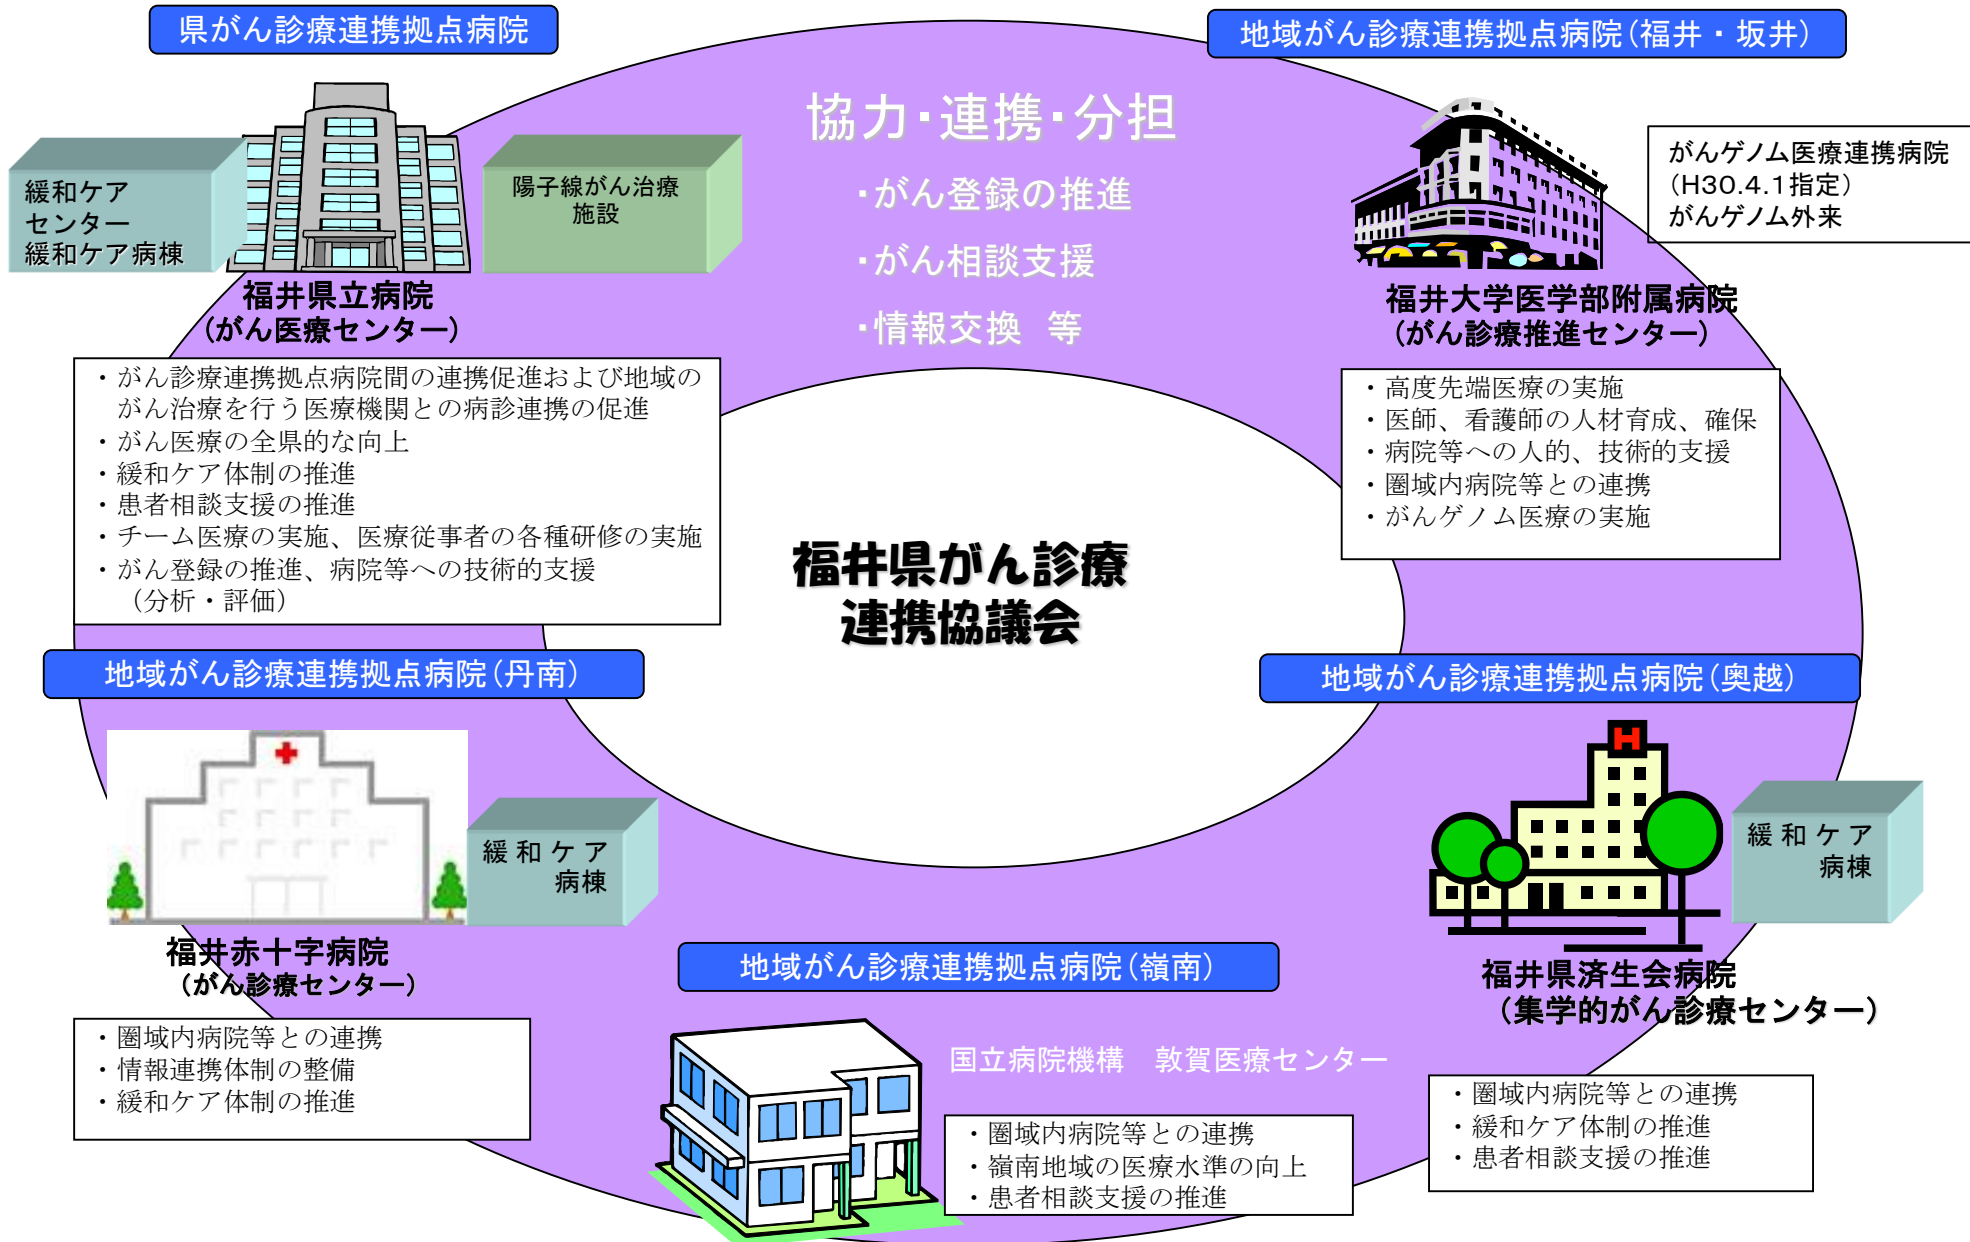 県がん診療連携拠点病院
緩和ケア
センター
緩和ケア病棟
陽子線がん治療
施設
福井県立病院
(がん医療センター)
・がん診療連携拠点病院間の連携促進および地域の
がん治療を行う医療機関との病診連携の促進
・がん医療の全県的な向上
・緩和ケア体制の推進
・患者相談支援の推進
・チーム医療の実施、医療従事者の各種研修の実施
・がん登録の推進、病院等への技術的支援
（分析・評価）
協力・連携・分担
・がん登録の推進
・がん相談支援
・情報交換　等
地域がん診療連携拠点病院(福井・坂井)
がんゲノム医療連携病院
(H30.4.1指定)
がんゲノム外来
福井大学医学部附属病院
(がん診療推進センター)
・高度先端医療の実施
・医師、看護師の人材育成、確保
・病院等への人的、技術的支援
・圏域内病院等との連携
・がんゲノム医療の実施
福井県がん診療
連携協議会
地域がん診療連携拠点病院(丹南)
緩和ケア
病棟
福井赤十字病院
(がん診療センター)
・圏域内病院等との連携
・情報連携体制の整備
・緩和ケア体制の推進
地域がん診療連携拠点病院(嶺南)
国立病院機構　敦賀医療センター
・圏域内病院等との連携
・嶺南地域の医療水準の向上
・患者相談支援の推進
地域がん診療連携拠点病院(奥越)
H
緩和ケア
病棟
福井県済生会病院
(集学的がん診療センター)
・圏域内病院等との連携
・緩和ケア体制の推進
・患者相談支援の推進